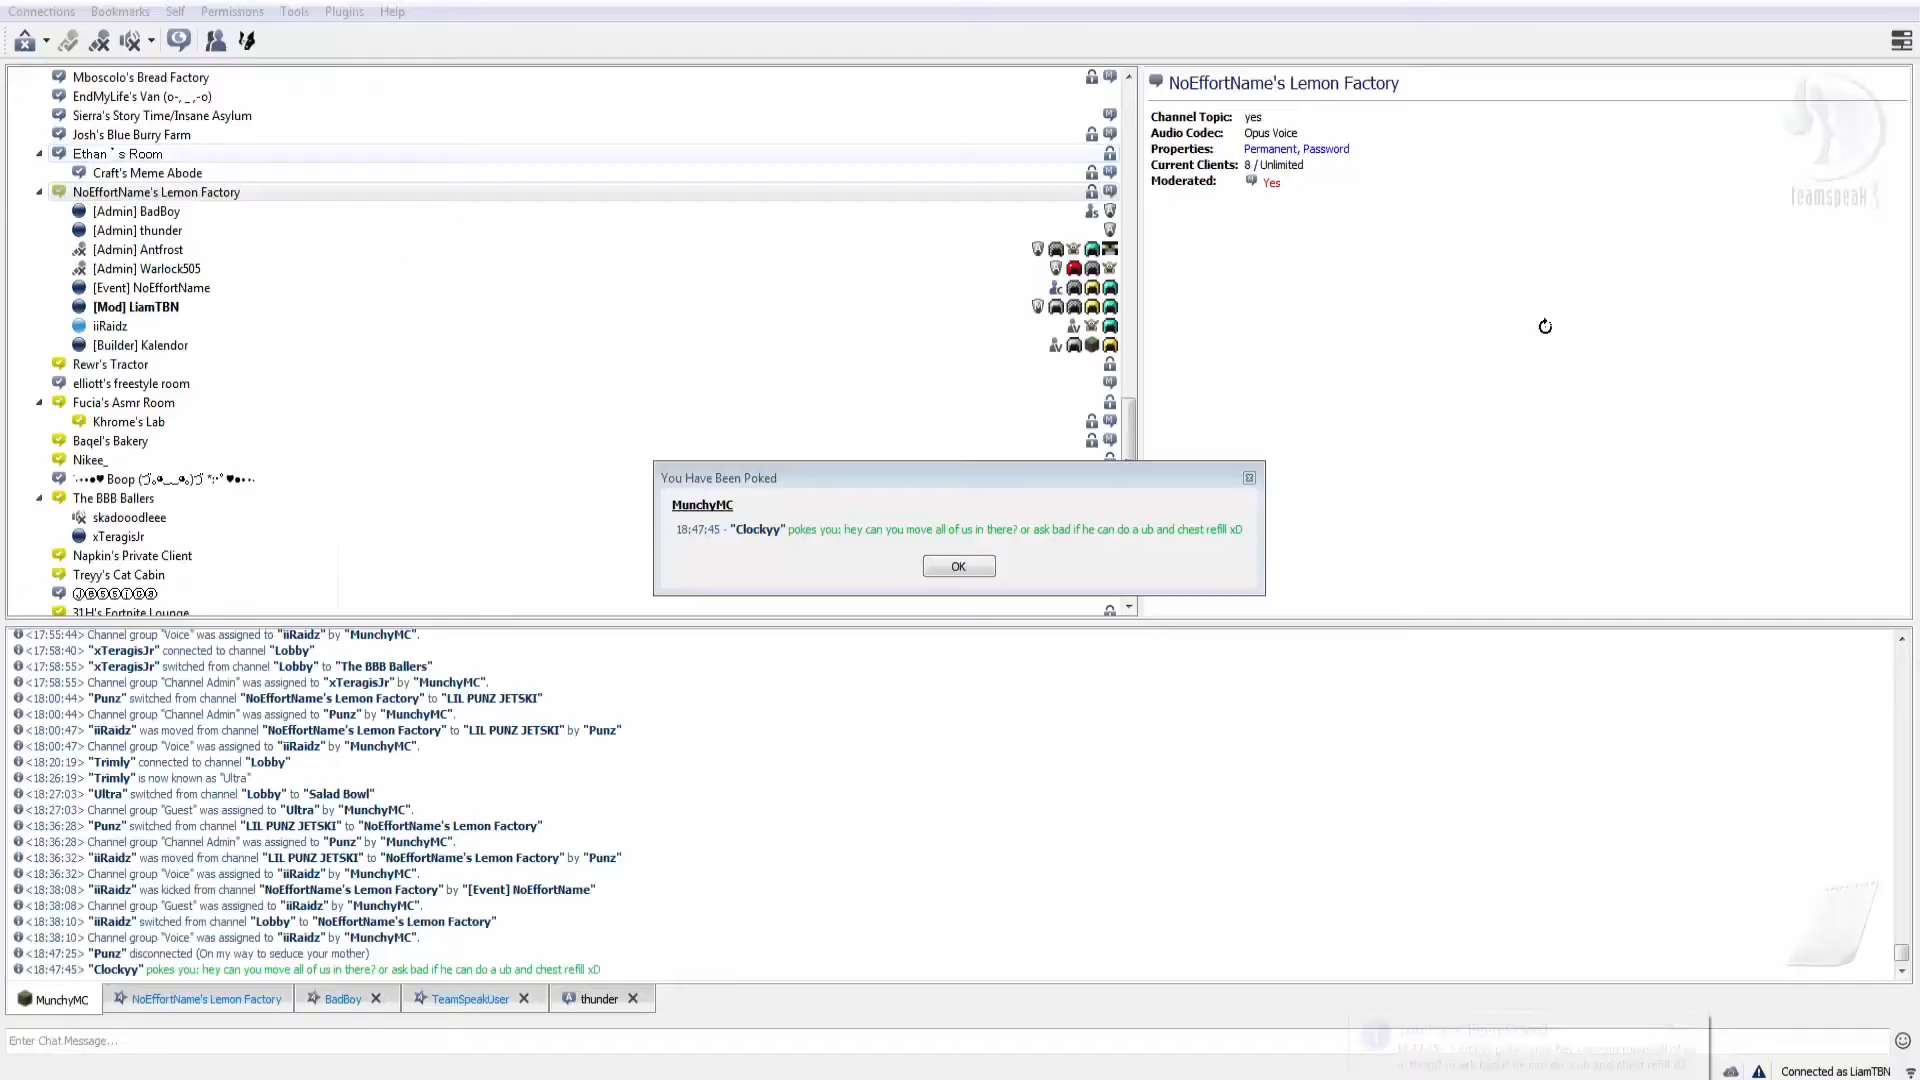 Connections Bookmarks Self Permissions Tools Plugins Help
Mboscolo's Bread Factory
EndMyLife's Van (o-,_,-o)
Sierra's Story Time/Insane Asylum
Josh's Blue Burry Farm
Ethan`s Room
Craft's Meme Abode
NoEffortName's Lemon Factory
[Admin] BadBoy
[Admin] thunder
[Admin] Antfrost
[Admin] Warlock505
[Event] NoEffortName
[Mod] LiamTBN
iiRaidz
[Builder] Kalendor
Rewr's Tractor
elliott's freestyle room
Fucia's Asmr Room
Khrome's Lab
Baqel's Bakery
Nikee_
Boop
The BBB Ballers
skadooodleee
xTeragisJr
Napkin's Private Client
Treyy's Cat Cabin
Ⓙⓔⓢⓢⓘⓒⓐ
31H's Fortnite Lounge
NoEffortName's Lemon Factory
Channel Topic: yes
Audio Codec: Opus Voice
Properties: Permanent, Password
Current Clients: 8 / Unlimited
Moderated: Yes
teamspeak 3
You Have Been Poked
MunchyMC
18:47:45 - "Clockyy" pokes you: hey can you move all of us in there? or ask bad if he can do a ub and chest refill xD
OK
<17:55:44> Channel group "Voice" was assigned to "iiRaidz" by "MunchyMC".
<17:58:40> "xTeragisJr" connected to channel "Lobby"
<17:58:55> "xTeragisJr" switched from channel "Lobby" to "The BBB Ballers"
<17:58:55> Channel group "Channel Admin" was assigned to "xTeragisJr" by "MunchyMC".
<18:00:44> "Punz" switched from channel "NoEffortName's Lemon Factory" to "LIL PUNZ JETSKI"
<18:00:44> Channel group "Channel Admin" was assigned to "Punz" by "MunchyMC".
<18:00:47> "iiRaidz" was moved from channel "NoEffortName's Lemon Factory" to "LIL PUNZ JETSKI" by "Punz"
<18:00:47> Channel group "Voice" was assigned to "iiRaidz" by "MunchyMC".
<18:20:19> "Trimly" connected to channel "Lobby"
<18:26:19> "Trimly" is now known as "Ultra"
<18:27:03> "Ultra" switched from channel "Lobby" to "Salad Bowl"
<18:27:03> Channel group "Guest" was assigned to "Ultra" by "MunchyMC".
<18:36:28> "Punz" switched from channel "LIL PUNZ JETSKI" to "NoEffortName's Lemon Factory"
<18:36:28> Channel group "Channel Admin" was assigned to "Punz" by "MunchyMC".
<18:36:32> "iiRaidz" was moved from channel "LIL PUNZ JETSKI" to "NoEffortName's Lemon Factory" by "Punz"
<18:36:32> Channel group "Voice" was assigned to "iiRaidz" by "MunchyMC".
<18:38:08> "iiRaidz" was kicked from channel "NoEffortName's Lemon Factory" by "[Event] NoEffortName"
<18:38:08> Channel group "Guest" was assigned to "iiRaidz" by "MunchyMC".
<18:38:10> "iiRaidz" switched from channel "Lobby" to "NoEffortName's Lemon Factory"
<18:38:10> Channel group "Voice" was assigned to "iiRaidz" by "MunchyMC".
<18:47:25> "Punz" disconnected (On my way to seduce your mother)
<18:47:45> "Clockyy" pokes you: hey can you move all of us in there? or ask bad if he can do a ub and chest refill xD
MunchyMC NoEffortName's Lemon Factory BadBoy TeamSpeakUser thunder
Enter Chat Message...
Connected as LiamTBN